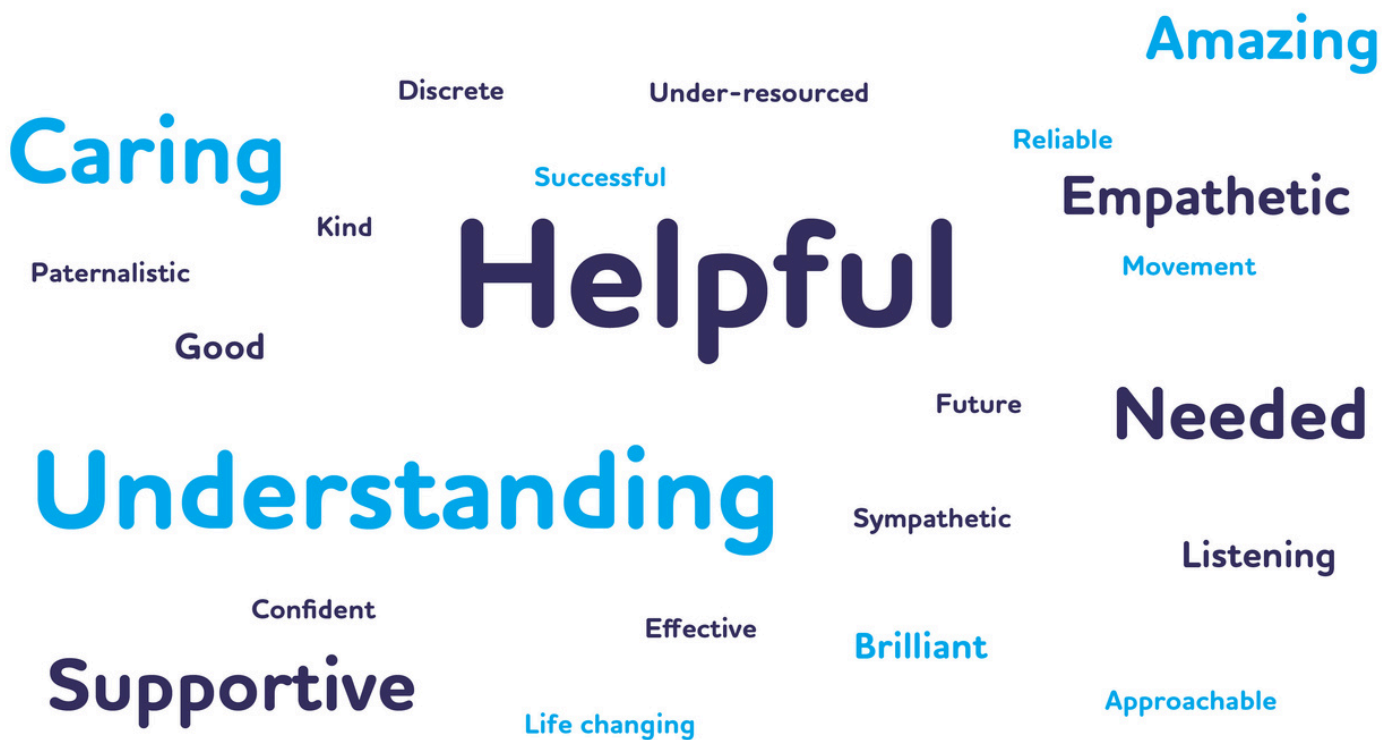 Amazing
Discrete
Under-resourced
Caring
Reliable
Successful
Empathetic
Kind
Helpful
Paternalistic
Movement
Good
Future
Needed
Understanding
Sympathetic
Listening
Confident
Effective
Brilliant
Supportive
Approachable
Life changing